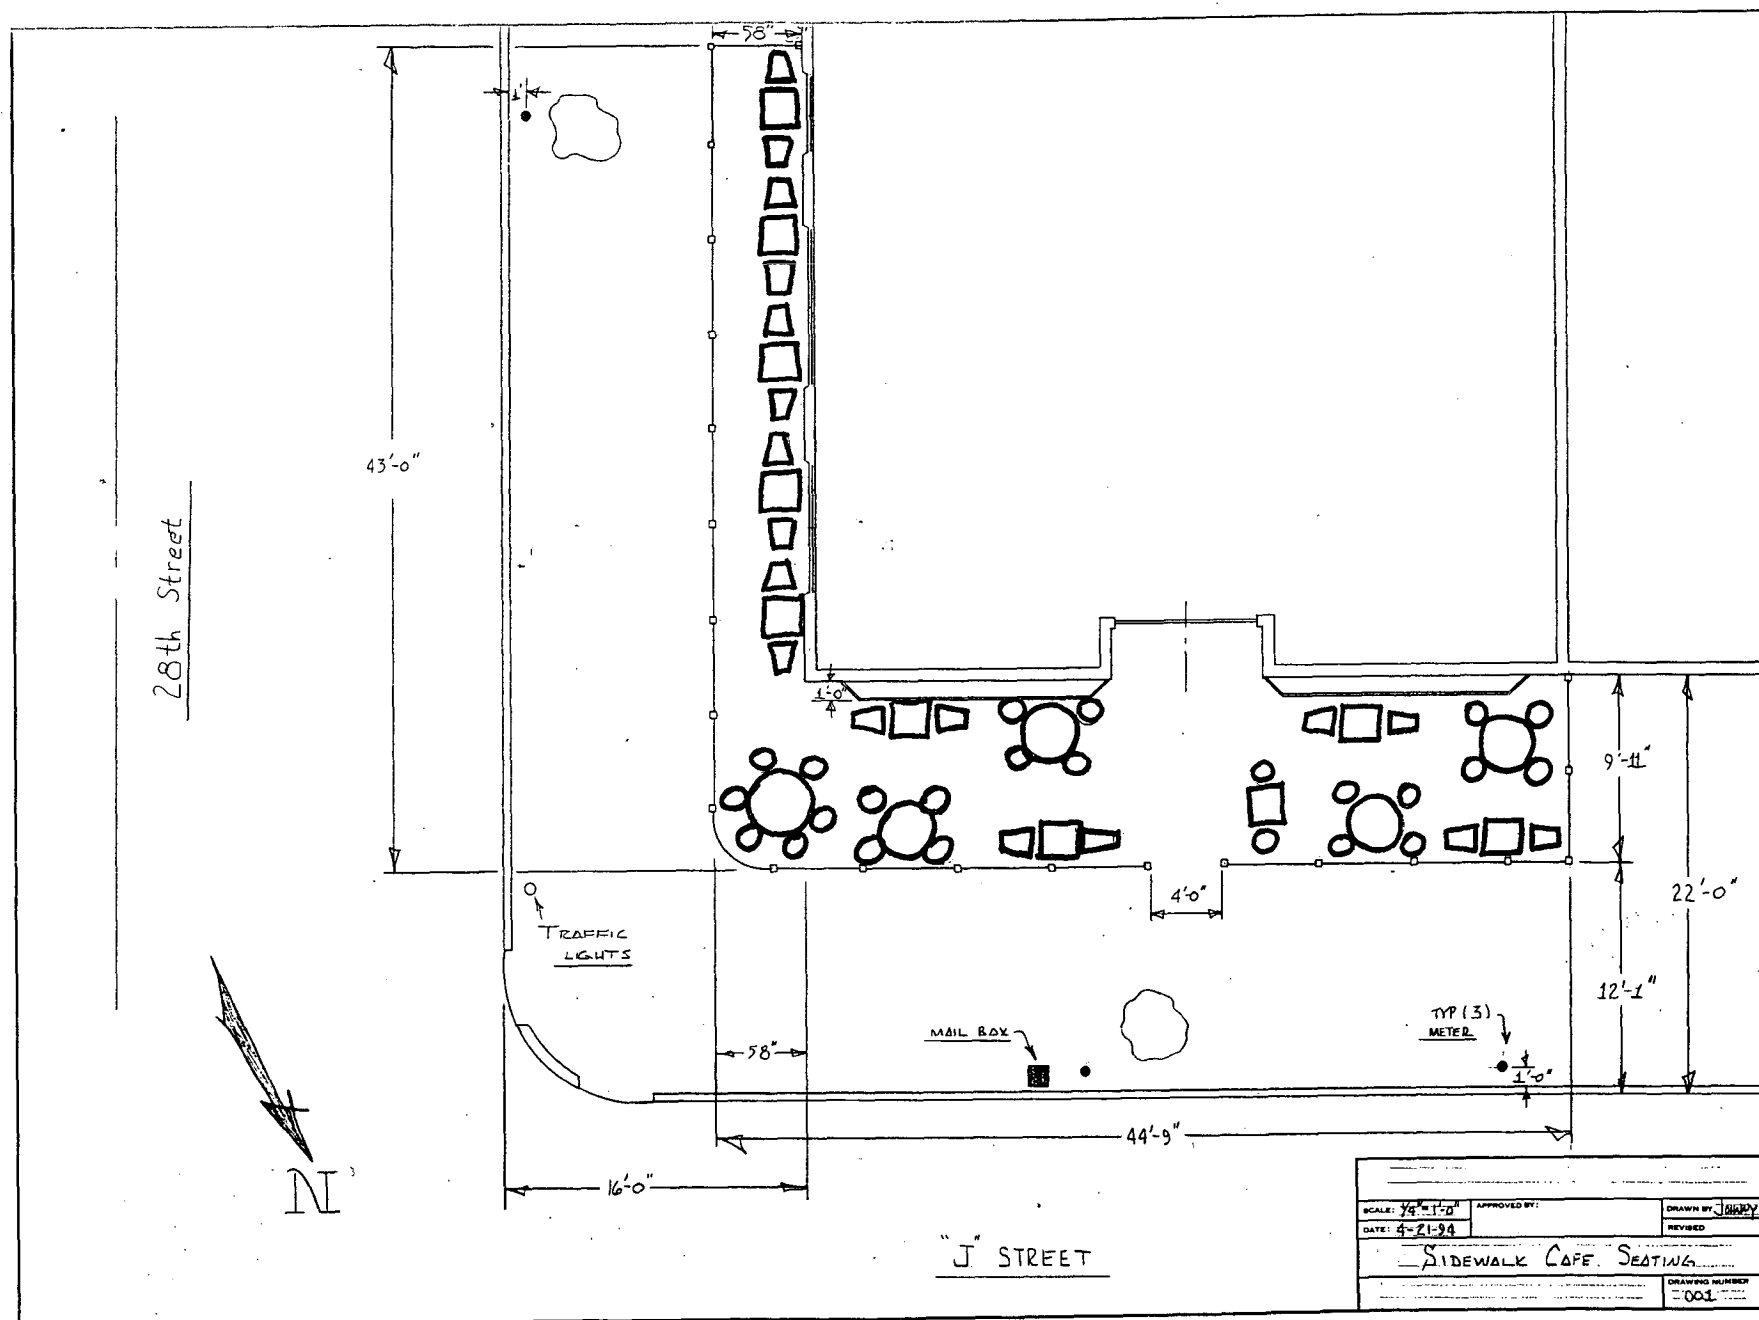 58"
1'
43'-0"
28th Street
1'-0"
9'-11"
22'-0"
4'-0"
TRAFFIC
LIGHTS
12'-1"
TYP (3)
METER
MAIL BOX
58"
1'-0"
44'-9"
16'-0"
N
"J" STREET
SCALE: 1/4" = 1'-0"
APPROVED BY:
DRAWN BY
DATE: 4-21-94
REVISED
SIDEWALK CAFE SEATING
DRAWING NUMBER
001